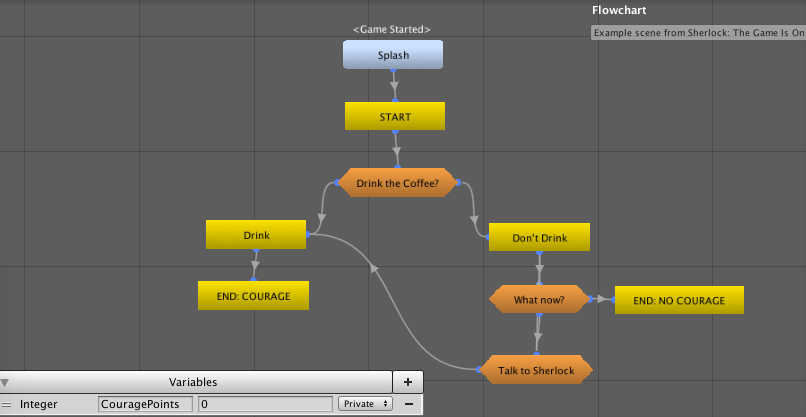 Flowchart
Example scene from Sherlock: The Game Is On
<Game Started>
Splash
START
Drink the Coffee?
Drink
Don't Drink
END: COURAGE
What now?
END: NO COURAGE
Talk to Sherlock
Variables
+
Integer CouragePoints 0 Private −